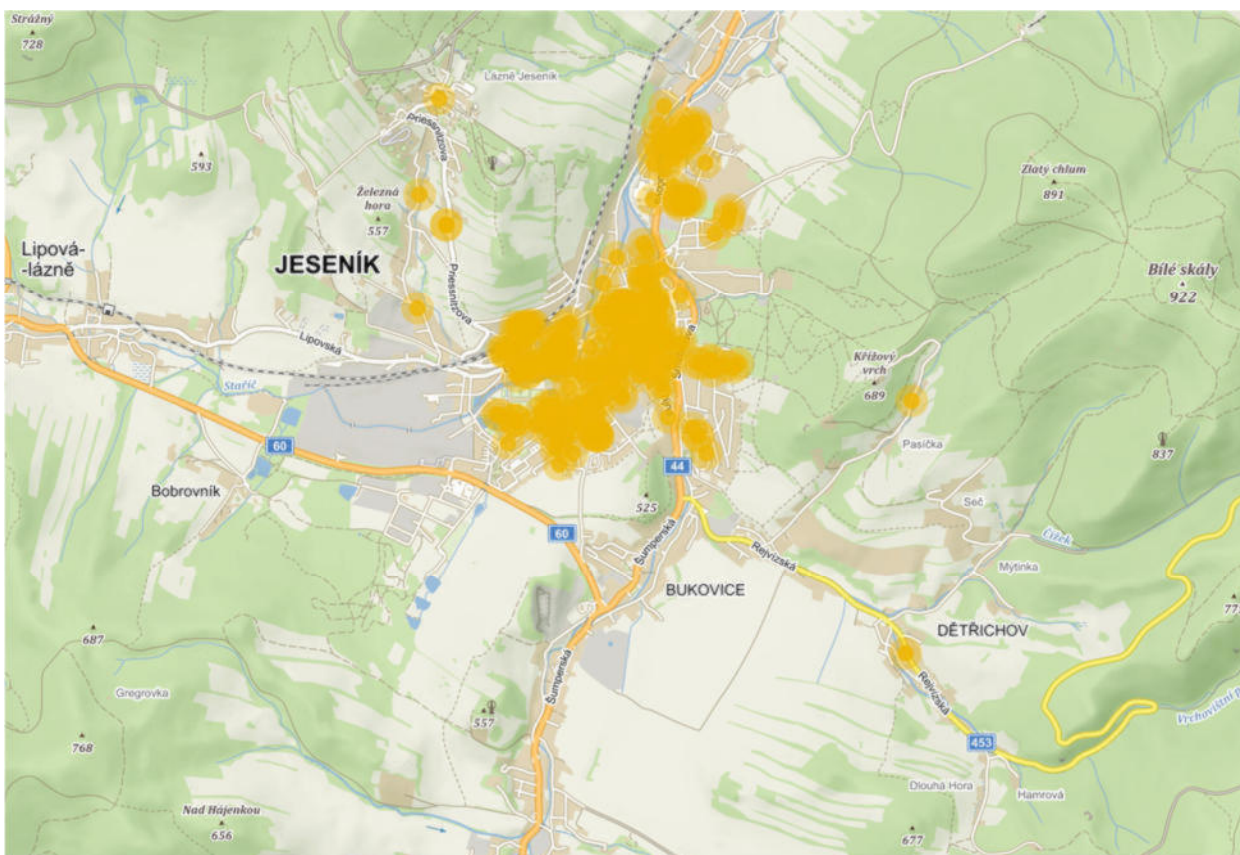 Strážný
728
Lázně Jeseník
Priessnitzova
593
Železná
hora
557
Zlatý chlum
891
Lipová-
-lázně
JESENÍK
Priessnitzova
Bílé skály
922
Lipovská
Staříč
Křížový
vrch
689
Pasíčka
60
44
837
Bobrovník
525
Seč
60
Šumperská
Rejvízská
Čížek
Mýtinka
BUKOVICE
687
DĚTŘICHOV
Šumperská
Rejvízská
Gregrovka
557
768
453
Dlouhá Hora
Hamrová
Nad Hájenkou
656
677